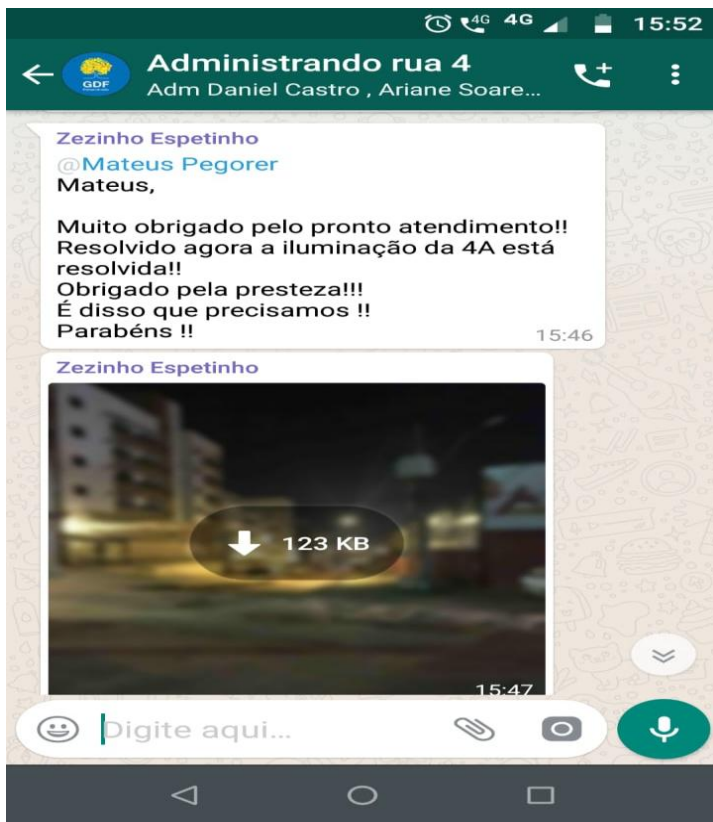 4G 4G 15:52
Administrando rua 4
GDF
Adm Daniel Castro , Ariane Soare...
Zezinho Espetinho
@Mateus Pegorer
Mateus,
Muito obrigado pelo pronto atendimento!!
Resolvido agora a iluminação da 4A está
resolvida!!
Obrigado pela presteza!!!
É disso que precisamos !!
Parabéns !!
15:46
Zezinho Espetinho
123 KB
15:47
Digite aqui...